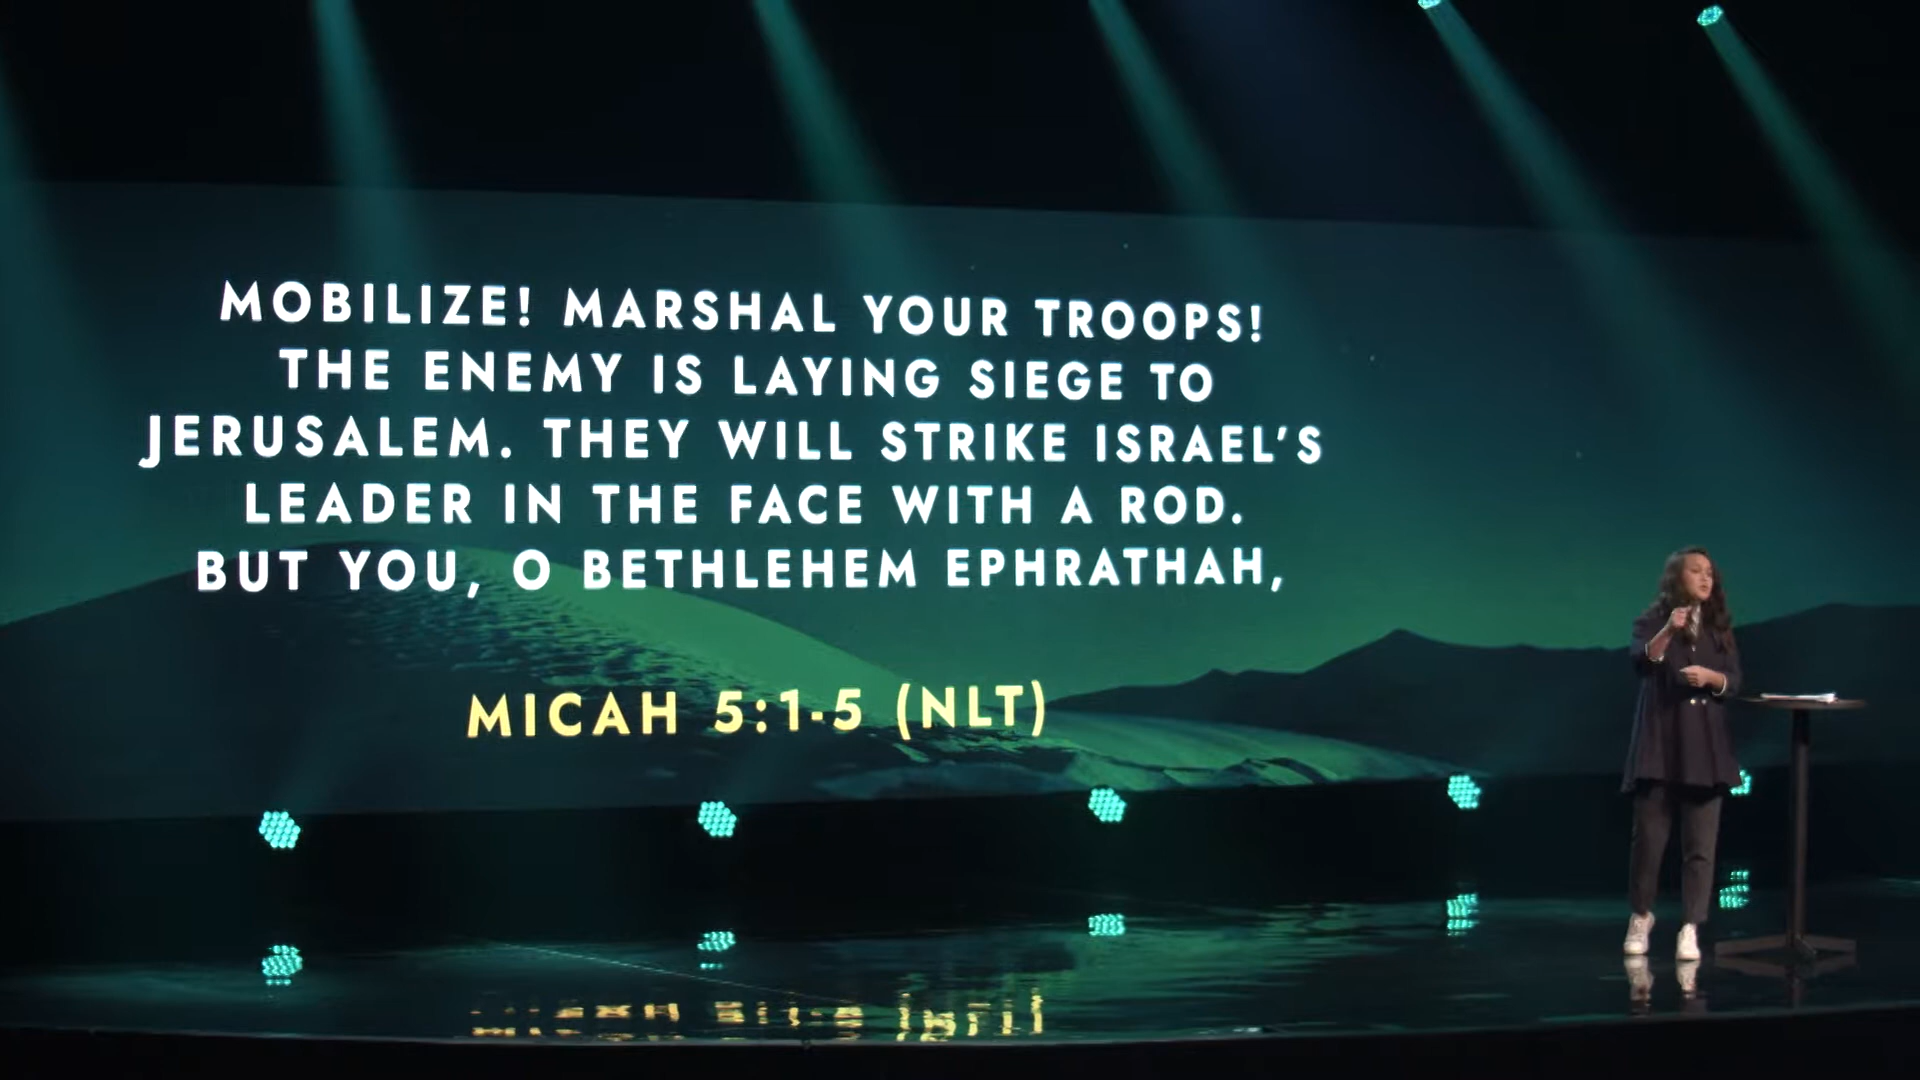 MOBILIZE! MARSHAL YOUR TROOPS!
THE ENEMY IS LAYING SIEGE TO
JERUSALEM. THEY WILL STRIKE ISRAEL'S
LEADER IN THE FACE WITH A ROD.
BUT YOU, O BETHLEHEM EPHRATHAH,
MICAH 5:1-5 (NLT)